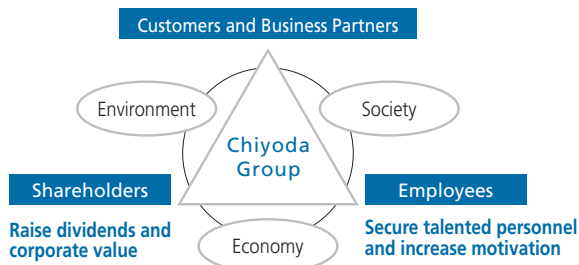 Customers and Business Partners
Environment
Society
Chiyoda
Group
Shareholders
Employees
Raise dividends and
corporate value
Economy
Secure talented personnel
and increase motivation